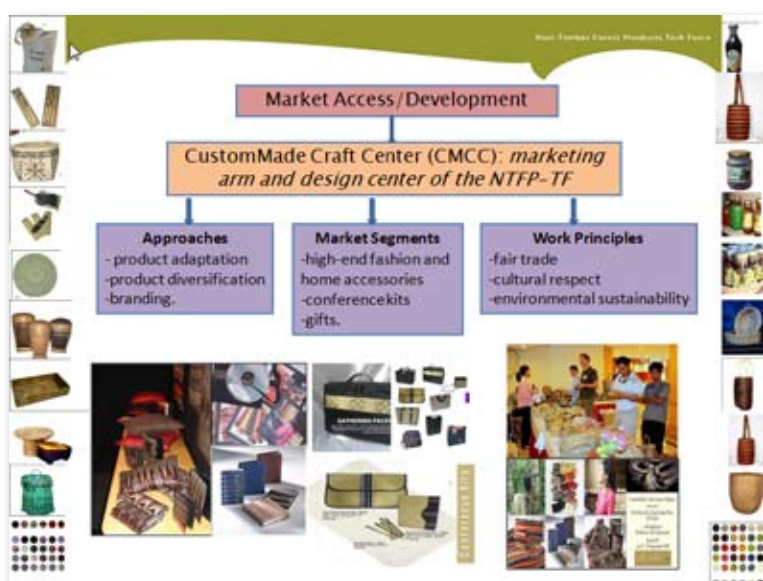 Non-Timber Forest Products Task Force
Market Access/Development
CustomMade Craft Center (CMCC): marketing
arm and design center of the NTFP-TF
Approaches
- product adaptation
-product diversification
-branding.
Market Segments
-high-end fashion and
home accessories
-conference kits
-gifts.
Work Principles
-fair trade
-cultural respect
-environmental sustainability